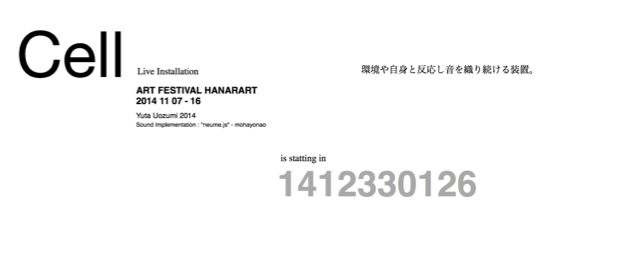 Cell
Live Installation
環境や自身と反応し音を織り続ける装置。
ART FESTIVAL HANARART
2014 11 07 - 16
Yuta Uozumi 2014
Sound Implementation : "neume.js" - mohayonao
is statting in
1412330126